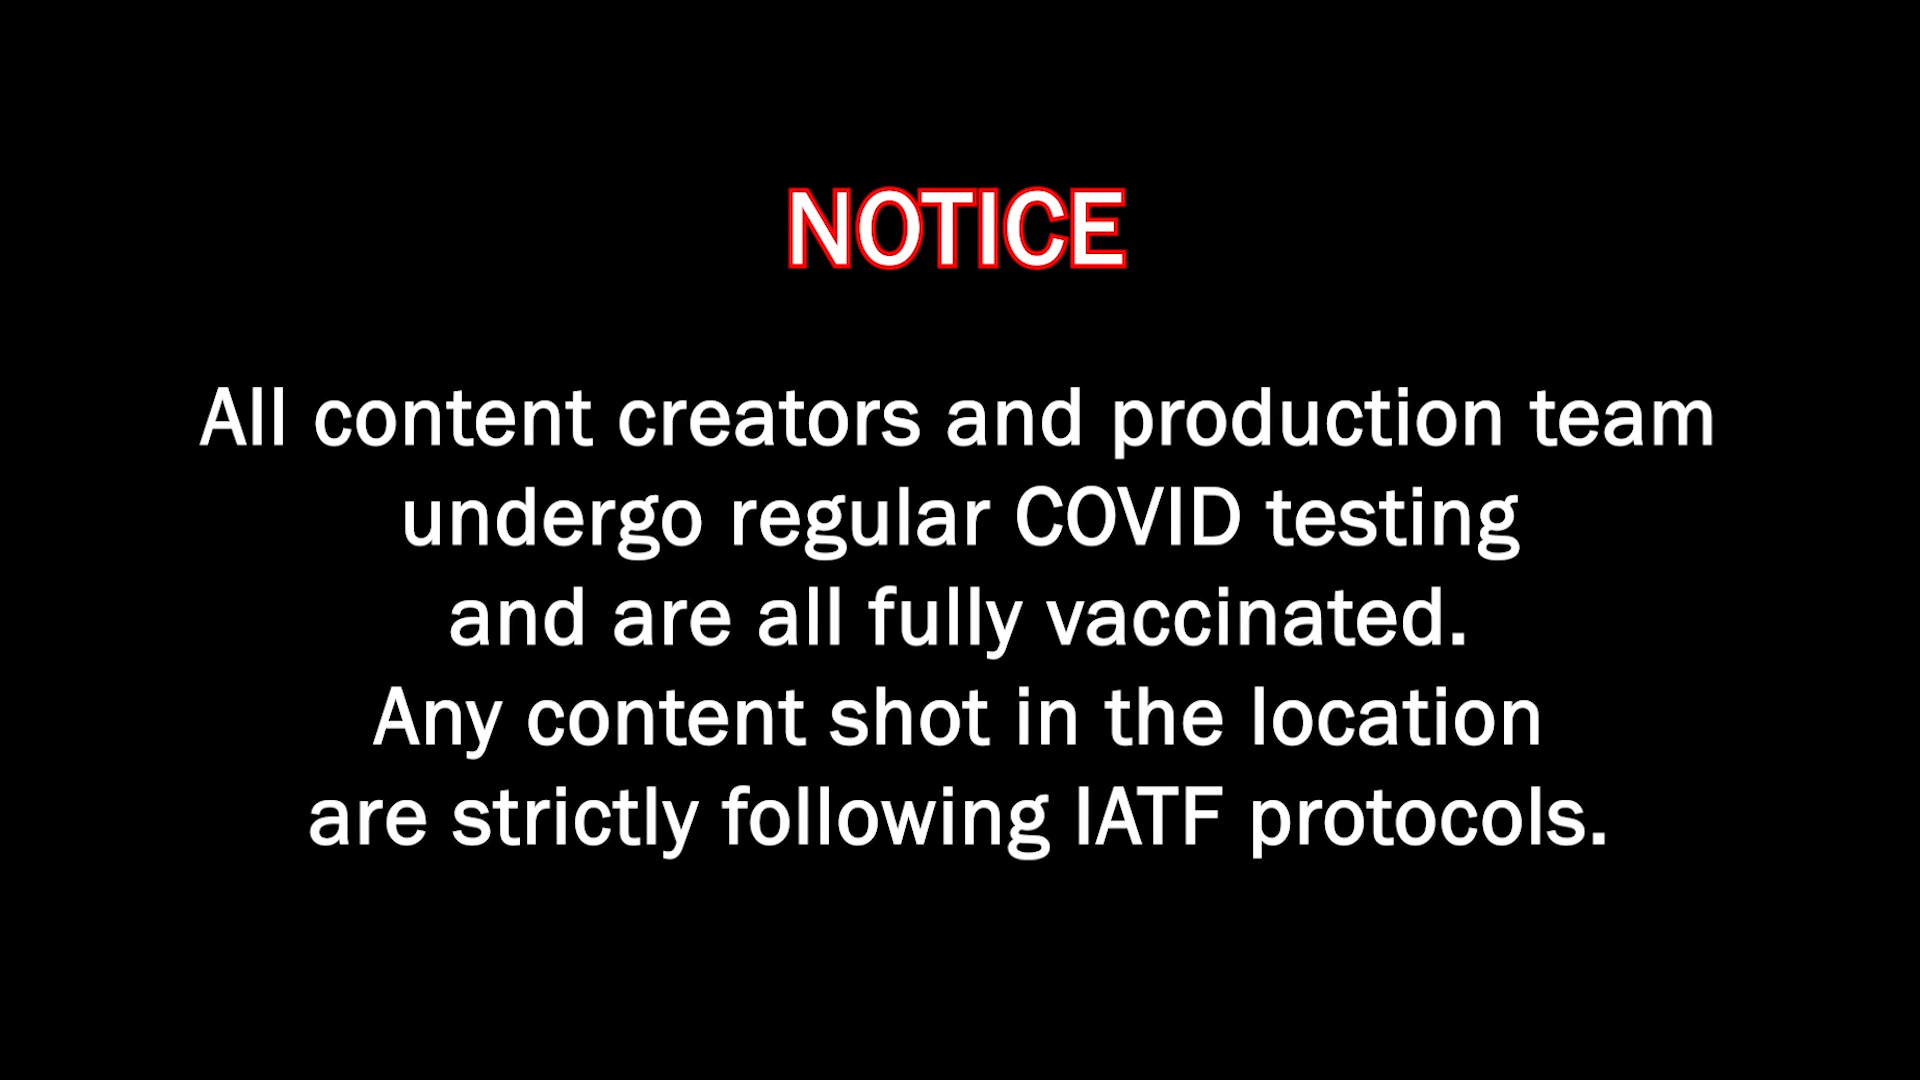 NOTICE
All content creators and production team
undergo regular COVID testing
and are all fully vaccinated.
Any content shot in the location
are strictly following IATF protocols.